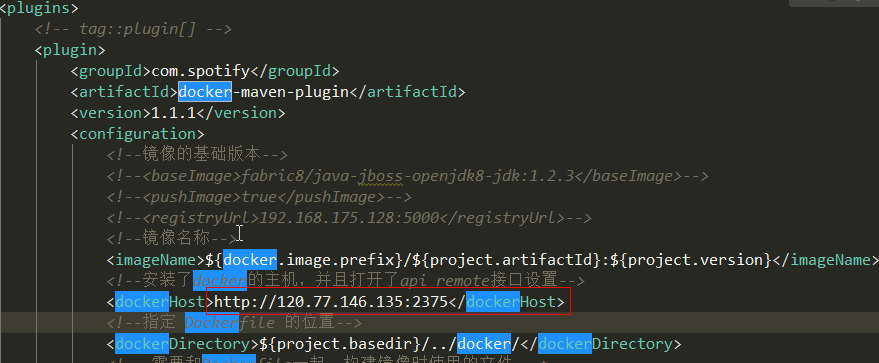 <plugins>
<!-- tag::plugin[] -->
<plugin>
<groupId>com.spotify</groupId>
<artifactId>docker-maven-plugin</artifactId>
<version>1.1.1</version>
<configuration>
<!--镜像的基础版本-->
<!--<baseImage>fabric8/java-jboss-openjdk8-jdk:1.2.3</baseImage>-->
<!--<pushImage>true</pushImage>-->
<!--<registryUrl>192.168.175.128:5000</registryUrl>-->
<!--镜像名称-->
<imageName>${docker.image.prefix}/${project.artifactId}:${project.version}</imageName>
<!--安装了docker的主机，并且打开了api remote接口设置-->
<dockerHost>http://120.77.146.135:2375</dockerHost>
<!--指定 Dockerfile 的位置-->
<dockerDirectory>${project.basedir}/../docker/</dockerDirectory>